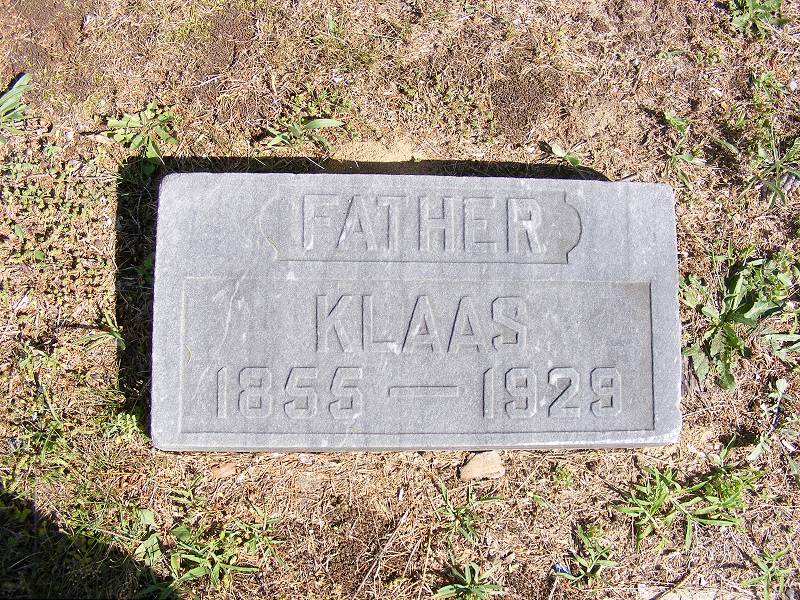 FATHER
KLAAS
1855 — 1929